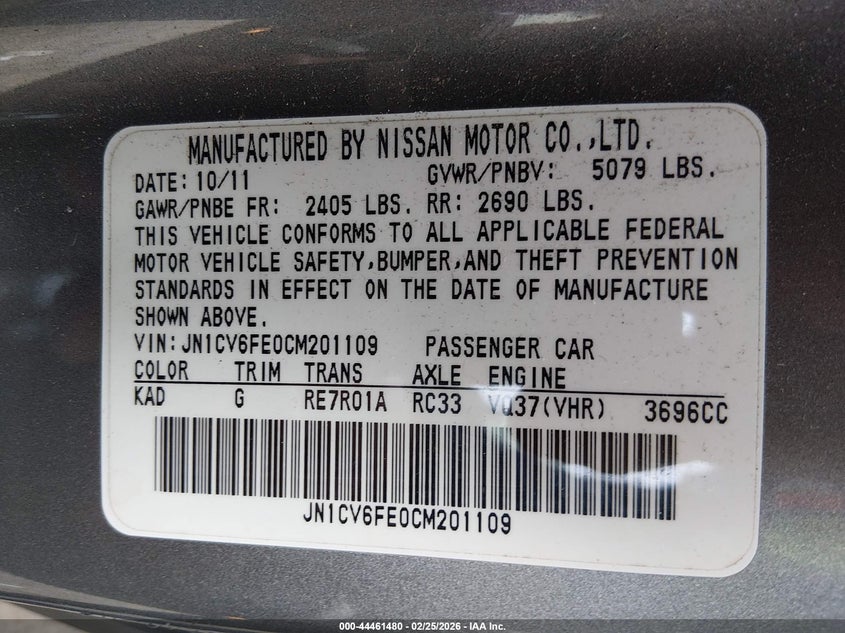 MANUFACTURED BY NISSAN MOTOR CO.,LTD.
DATE: 10/11 GVWR/PNBV: 5079 LBS.
GAWR/PNBE FR: 2405 LBS. RR: 2690 LBS.
THIS VEHICLE CONFORMS TO ALL APPLICABLE FEDERAL
MOTOR VEHICLE SAFETY,BUMPER,AND THEFT PREVENTION
STANDARDS IN EFFECT ON THE DATE OF MANUFACTURE
SHOWN ABOVE.
VIN:JN1CV6FE0CM201109 PASSENGER CAR
COLOR TRIM TRANS AXLE ENGINE
KAD G RE7R01A RC33 VQ37(VHR) 3696CC
JN1CV6FE0CM201109
000-44461480 - 02/25/2026 - IAA Inc.